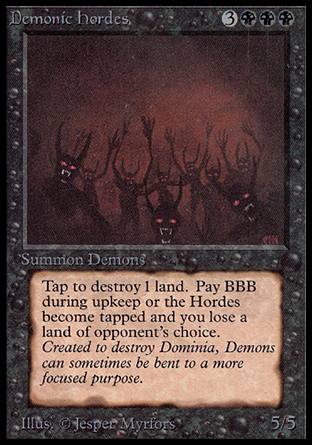 Demonic Hordes 3
Summon Demons
Tap to destroy 1 land. Pay BBB
during upkeep or the Hordes
become tapped and you lose a
land of opponent's choice.
Created to destroy Dominia, Demons
can sometimes be bent to a more
focused purpose.
Illus. © Jesper Myrfors 5/5